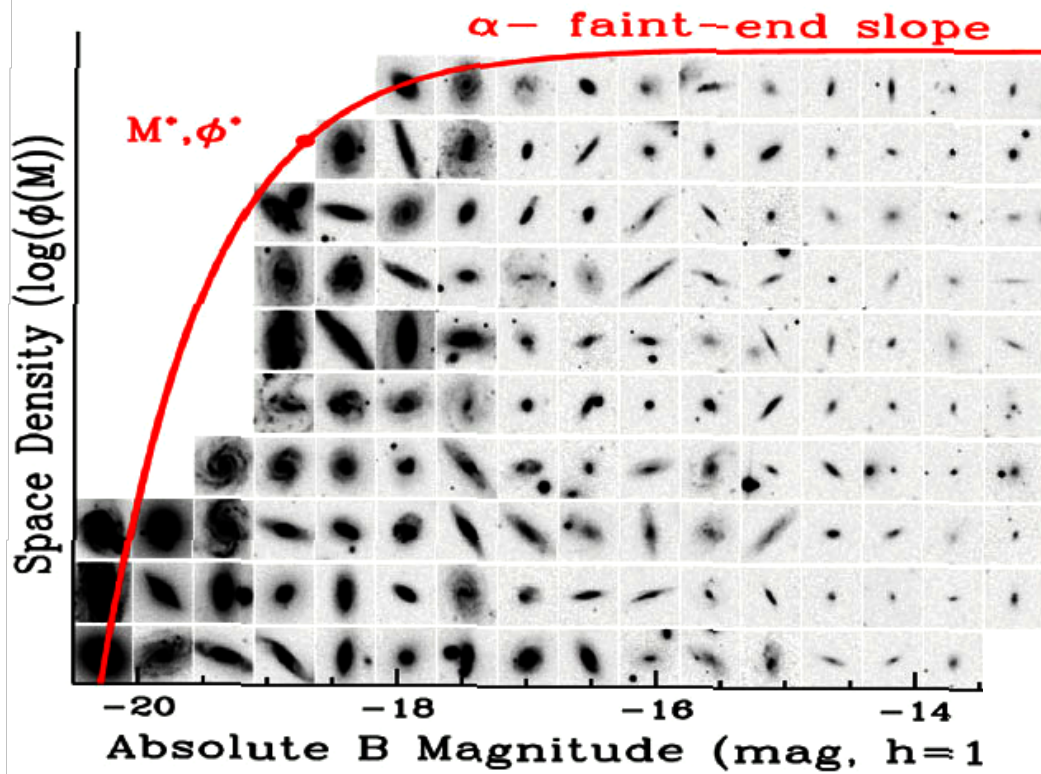 α- faint-end slope
M*,ϕ*
Space Density (log(ϕ(M))
-20 -18 -16 -14
Absolute B Magnitude (mag, h=1